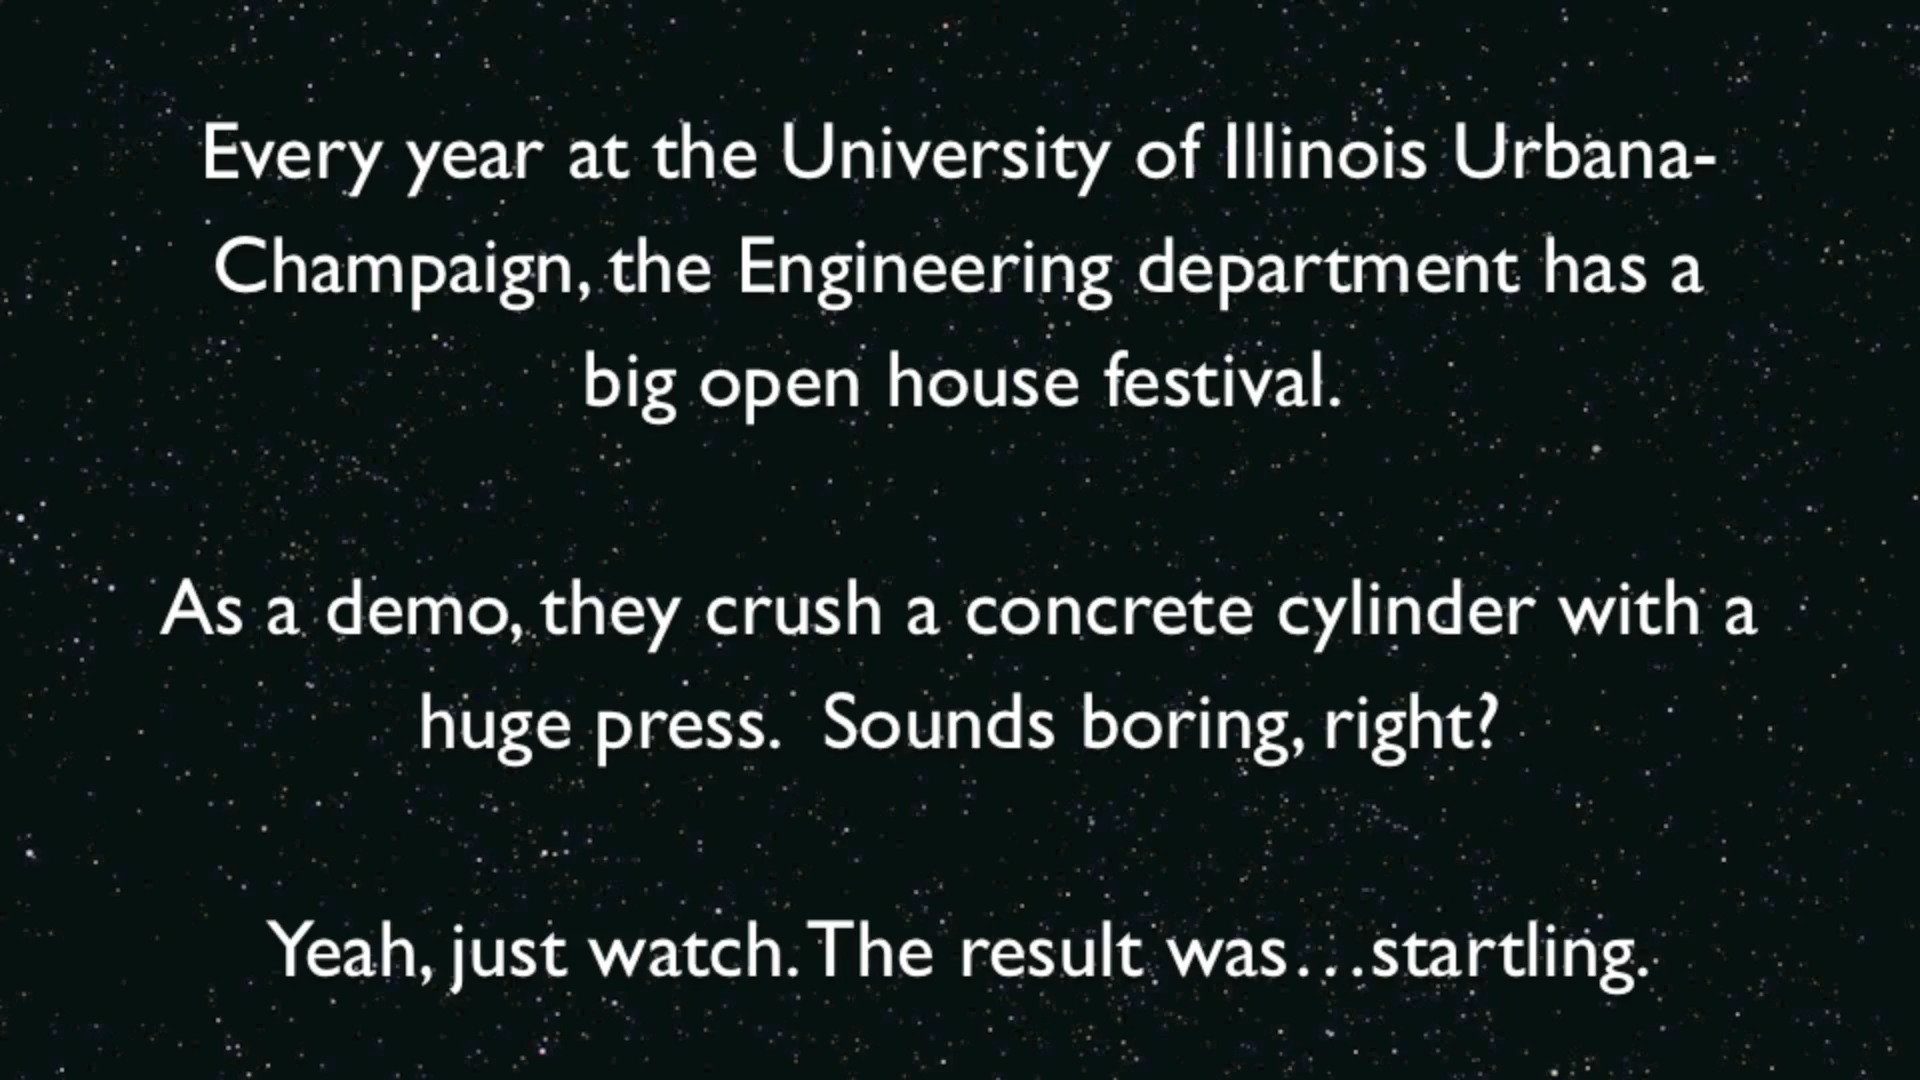 Every year at the University of Illinois Urbana-
Champaign, the Engineering department has a
big open house festival.
As a demo, they crush a concrete cylinder with a
huge press.  Sounds boring, right?
Yeah, just watch. The result was…startling.